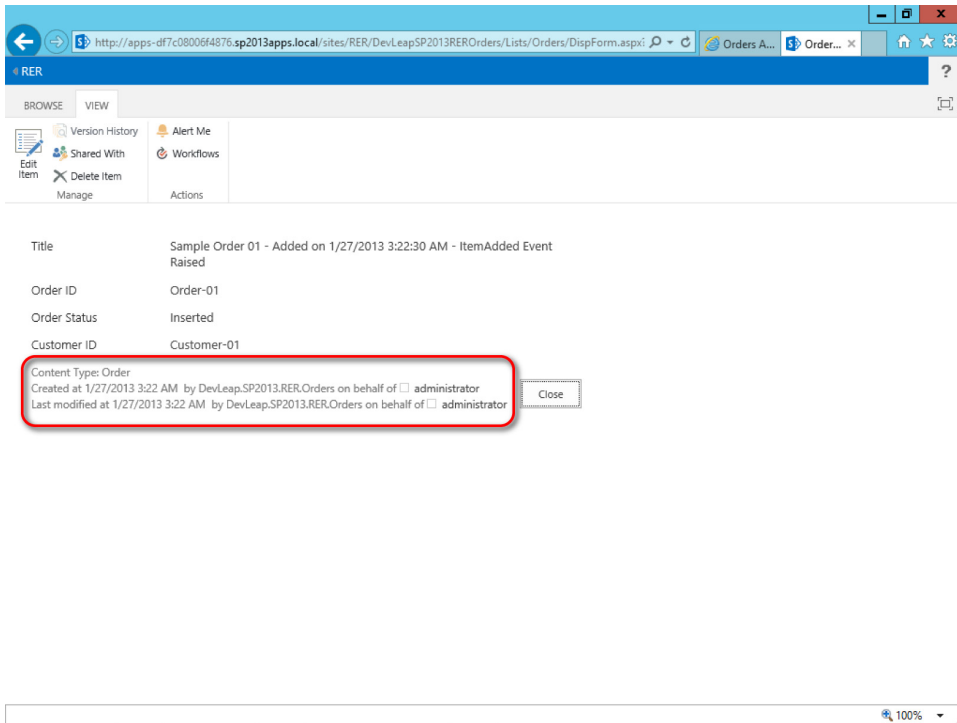 http://apps-df7c08006f4876.sp2013apps.local/sites/RER/DevLeapSP2013REROrders/Lists/Orders/DispForm.aspx
Orders A...
Order...
RER
?
BROWSE
VIEW
Edit Item
Version History
Shared With
Delete Item
Manage
Alert Me
Workflows
Actions
Title
Sample Order 01 - Added on 1/27/2013 3:22:30 AM - ItemAdded Event
Raised
Order ID
Order-01
Order Status
Inserted
Customer ID
Customer-01
Content Type: Order
Created at 1/27/2013 3:22 AM by DevLeap.SP2013.RER.Orders on behalf of administrator
Last modified at 1/27/2013 3:22 AM by DevLeap.SP2013.RER.Orders on behalf of administrator
Close
100%